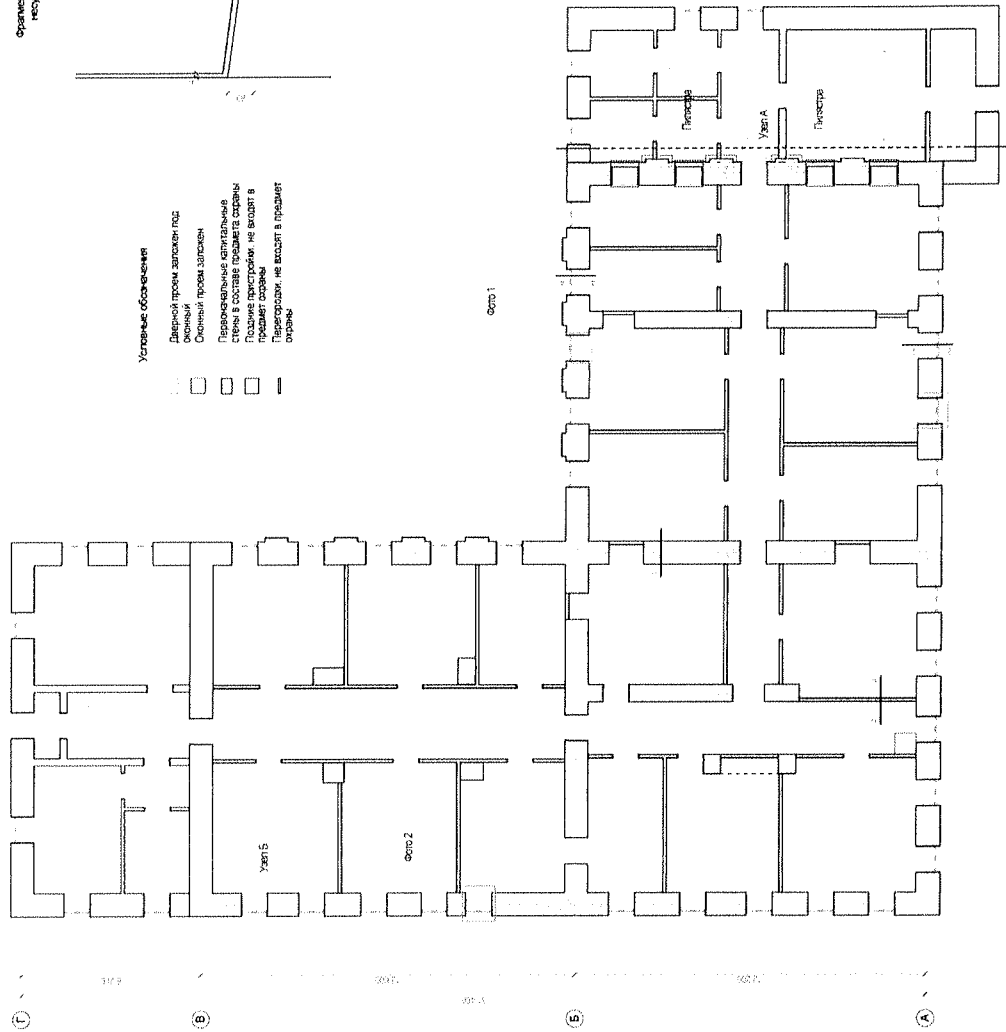 Условные обозначения
Дверной проем заложен под
оконный
Оконный проем заложен
Первоначальные капитальные
стены в составе предмета охраны
Поздние пристройки, не входят в
предмет охраны
Перегородки, не входят в предмет
охраны
Фото 1
Пилястра
Узел А
Пилястра
Узел Б
Фото 2
Г
В
Б
А